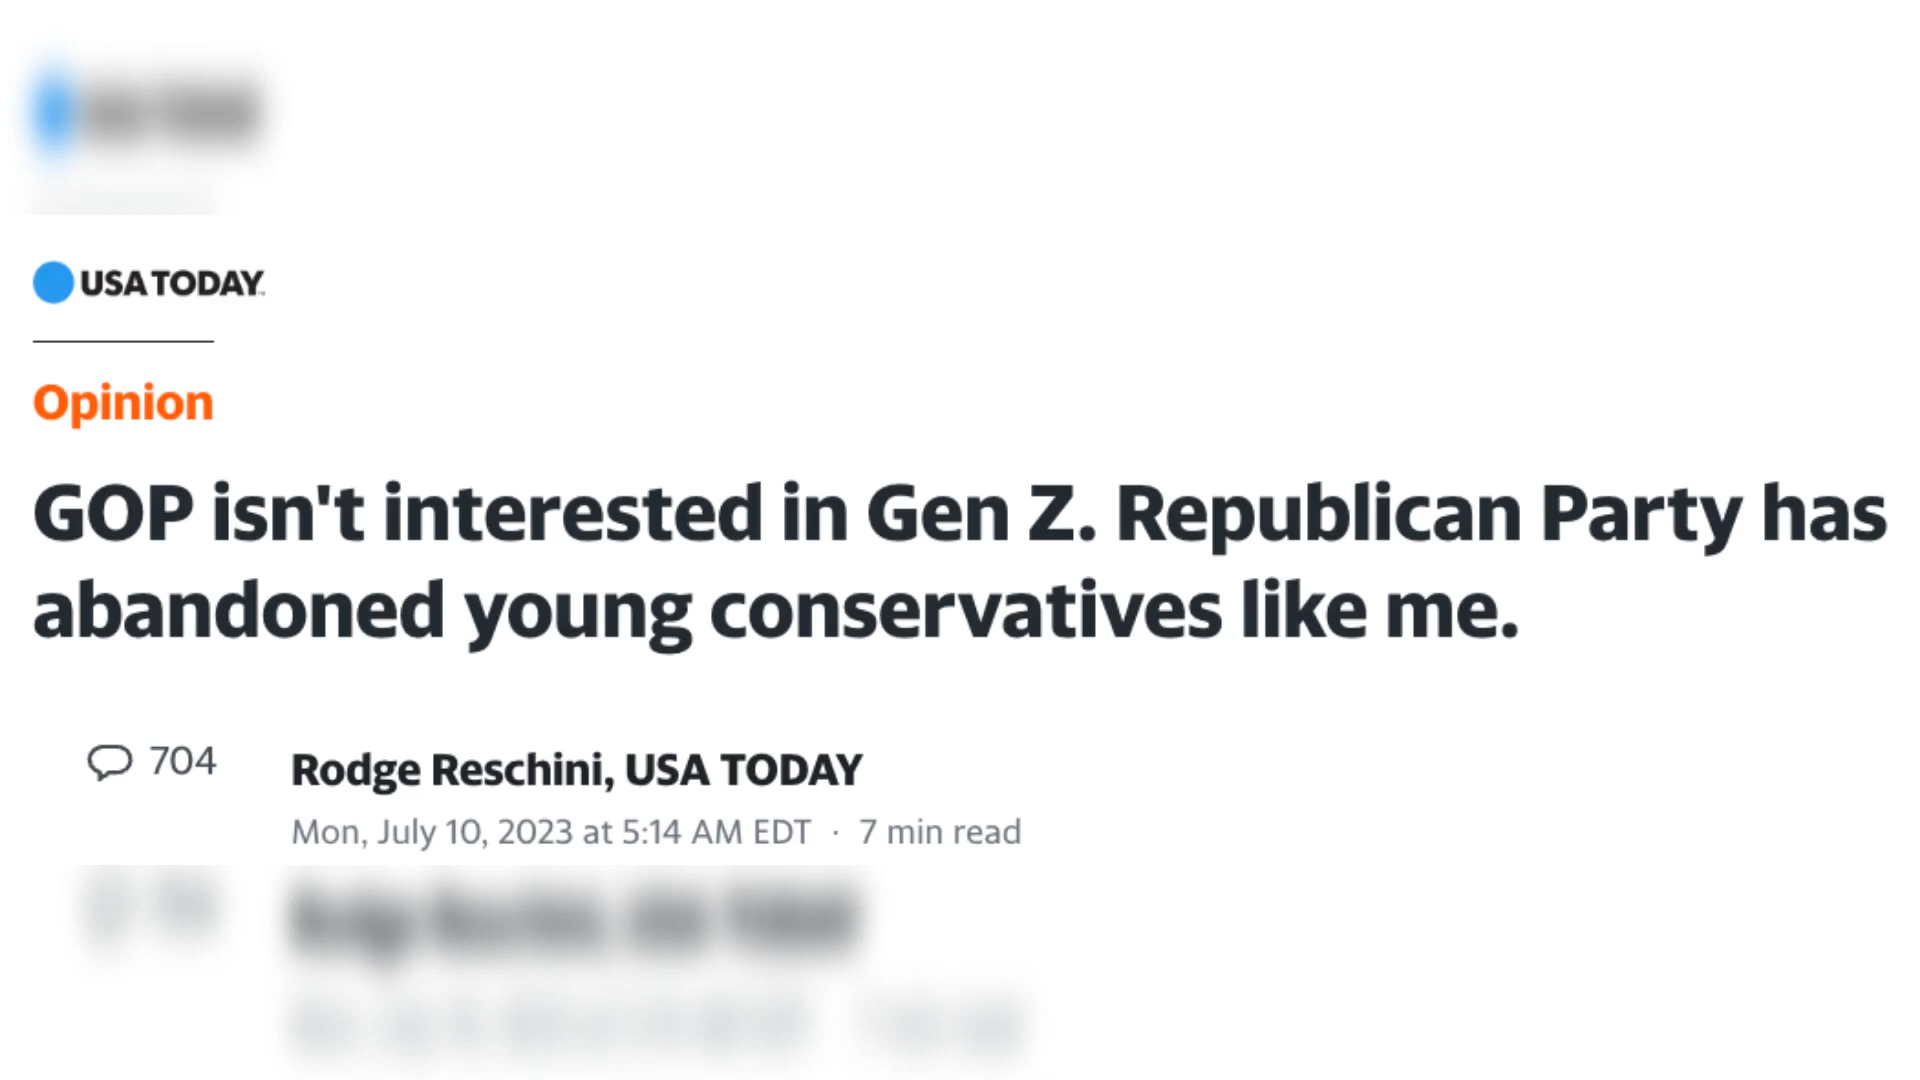 USA TODAY
Opinion
GOP isn't interested in Gen Z. Republican Party has
abandoned young conservatives like me.
704
Rodge Reschini, USA TODAY
Mon, July 10, 2023 at 5:14 AM EDT · 7 min read